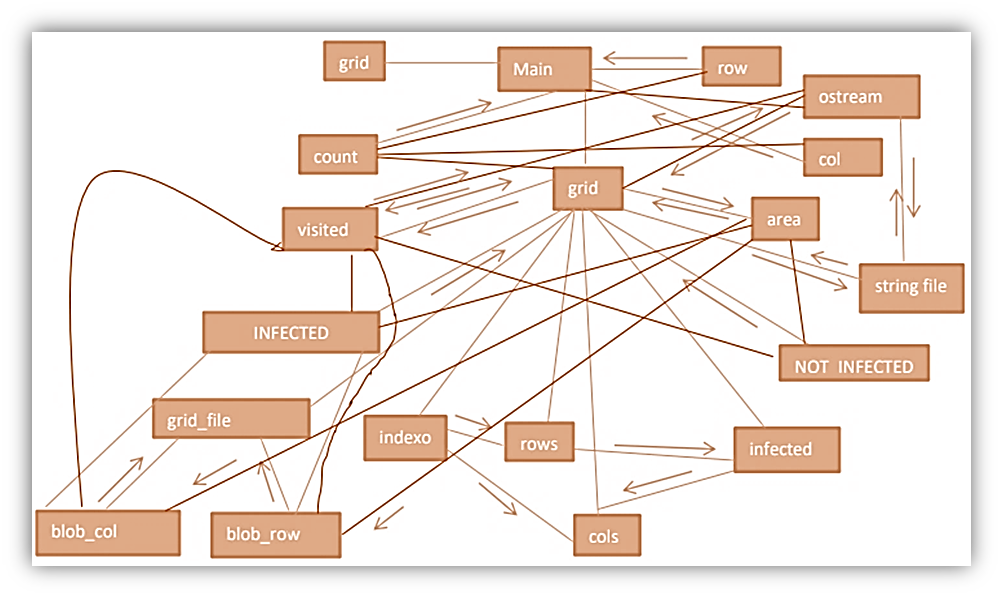 grid
Main
row
ostream
count
col
grid
area
visited
string file
INFECTED
NOT INFECTED
grid_file
indexo
rows
infected
blob_col
blob_row
cols